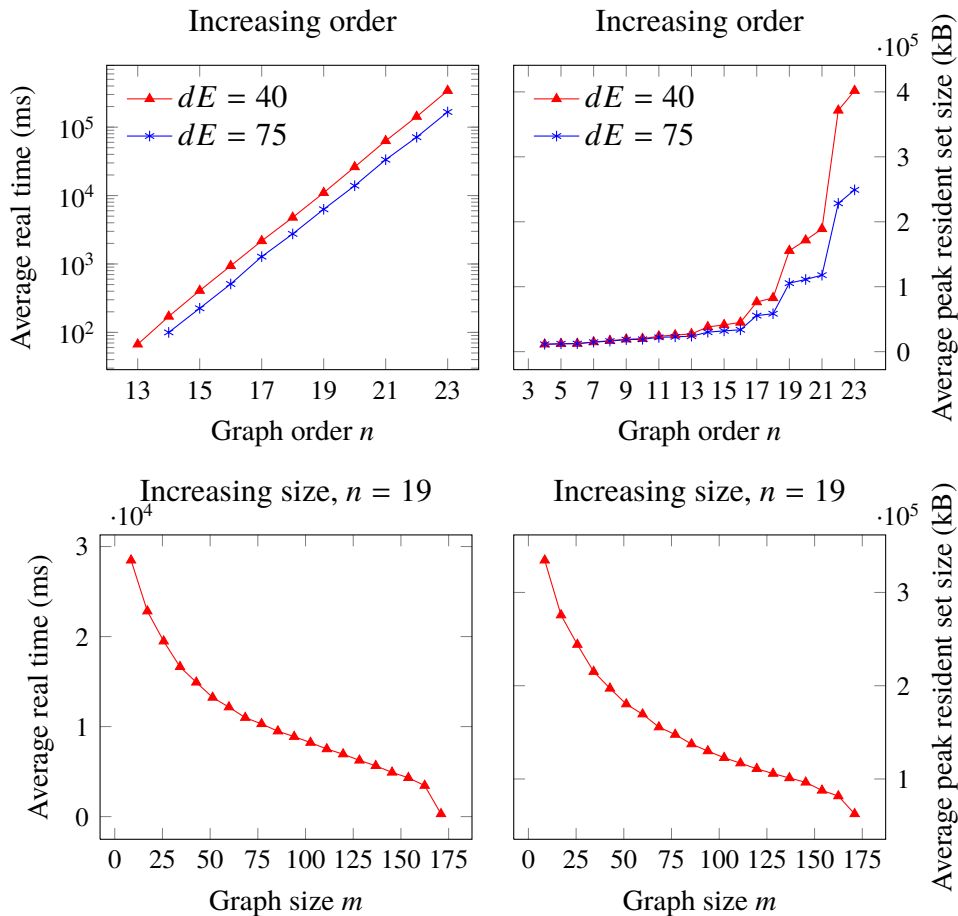 Increasing order
Average real time (ms)
10^5
10^4
10^3
10^2
dE = 40
dE = 75
13 15 17 19 21 23
Graph order n
Increasing order
·10^5
Average peak resident set size (kB)
4
3
2
1
0
dE = 40
dE = 75
3 5 7 9 11 13 15 17 19 21 23
Graph order n
Increasing size, n = 19
·10^4
Average real time (ms)
3
2
1
0
0 25 50 75 100 125 150 175
Graph size m
Increasing size, n = 19
·10^5
Average peak resident set size (kB)
3
2
1
0 25 50 75 100 125 150 175
Graph size m